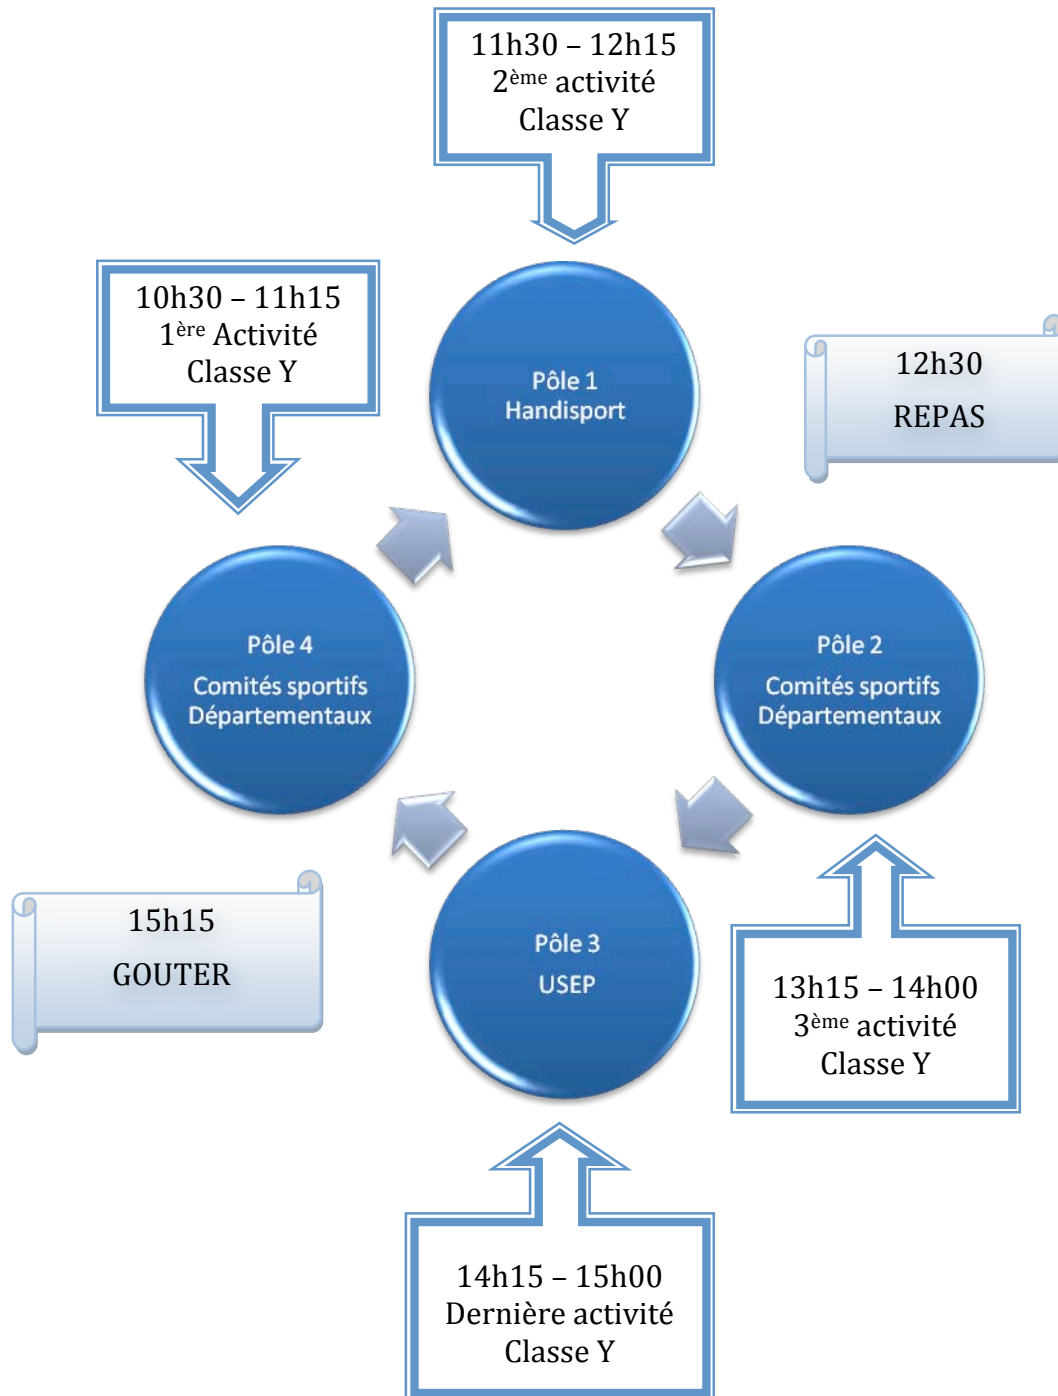 11h30 – 12h15
2ème activité
Classe Y
10h30 – 11h15
1ère Activité
Classe Y
Pôle 1
Handisport
12h30
REPAS
Pôle 4
Comités sportifs
Départementaux
Pôle 2
Comités sportifs
Départementaux
15h15
GOUTER
Pôle 3
USEP
13h15 – 14h00
3ème activité
Classe Y
14h15 – 15h00
Dernière activité
Classe Y